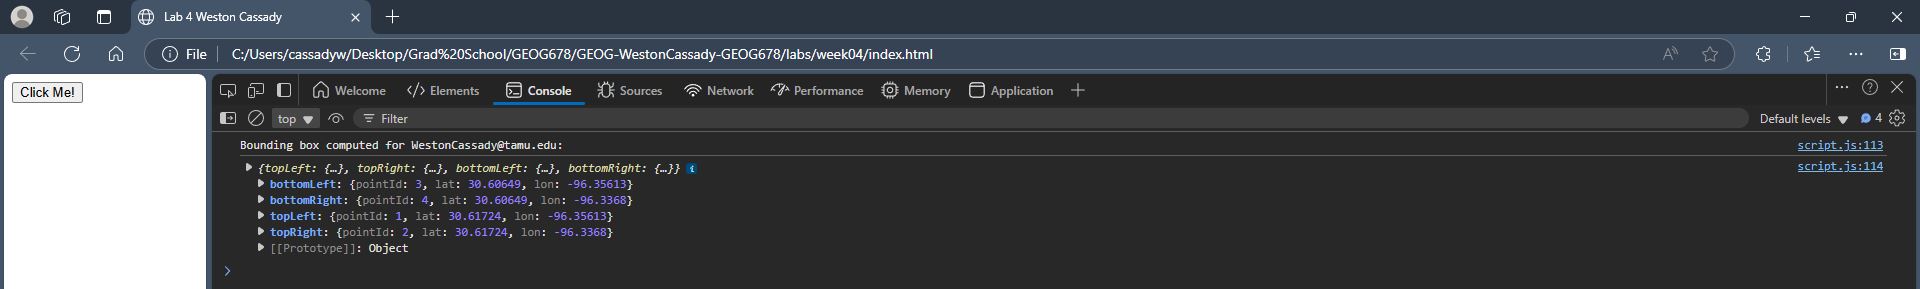 Lab 4 Weston Cassady
File C:/Users/cassadyw/Desktop/Grad%20School/GEOG678/GEOG-WestonCassady-GEOG678/labs/week04/index.html
Click Me!
Welcome Elements Console Sources Network Performance Memory Application
top Filter Default levels 4
Bounding box computed for WestonCassady@tamu.edu: script.js:113
{topLeft: {…}, topRight: {…}, bottomLeft: {…}, bottomRight: {…}} i script.js:114
bottomLeft: {pointId: 3, lat: 30.60649, lon: -96.35613}
bottomRight: {pointId: 4, lat: 30.60649, lon: -96.3368}
topLeft: {pointId: 1, lat: 30.61724, lon: -96.35613}
topRight: {pointId: 2, lat: 30.61724, lon: -96.3368}
[[Prototype]]: Object